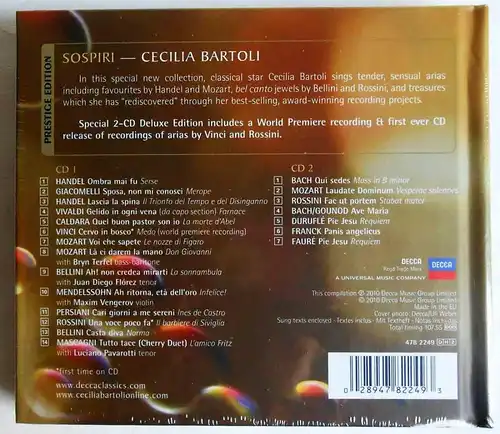 PRESTIGE EDITION
SOSPIRI — CECILIA BARTOLI
In this special new collection, classical star Cecilia Bartoli sings tender, sensual arias
including favourites by Handel and Mozart, bel canto jewels by Bellini and Rossini, and treasures
which she has "rediscovered" through her best-selling, award-winning recording projects.
Special 2-CD Deluxe Edition includes a World Premiere recording & first ever CD
release of recordings of arias by Vinci and Rossini.
CD 1
1 HANDEL Ombra mai fu Serse
2 GIACOMELLI Sposa, non mi conosci Merope
3 HANDEL Lascia la spina Il Trionfo del Tempo e del Disinganno
4 VIVALDI Gelido in ogni vena (da capo section) Farnace
5 CALDARA Quel buon pastor son io La morte d'Abel
6 VINCI Cervo in bosco* Medo (world premiere recording)
7 MOZART Voi che sapete Le nozze di Figaro
8 MOZART Là ci darem la mano Don Giovanni
with Bryn Terfel bass-baritone
9 BELLINI Ah! non credea mirarti La sonnambula
with Juan Diego Flórez tenor
10 MENDELSSOHN Ah ritorna, età dell'oro Infelice!
with Maxim Vengerov violin
11 PERSIANI Cari giorni a me sereni Ines de Castro
12 ROSSINI Una voce poco fa* Il barbiere di Siviglia
13 BELLINI Casta diva Norma
14 MASCAGNI Tutto tace (Cherry Duet) L'amico Fritz
with Luciano Pavarotti tenor
*first time on CD
www.deccaclassics.com
www.ceciliabartolionline.com
CD 2
1 BACH Qui sedes Mass in B minor
2 MOZART Laudate Dominum Vesperae solennes
3 ROSSINI Fac ut portem Stabat mater
4 BACH/GOUNOD Ave Maria
5 DURUFLÉ Pie Jesu Requiem
6 FRANCK Panis angelicus
7 FAURÉ Pie Jesu Requiem
DECCA
Regd Trade Mark
DECCA
A UNIVERSAL MUSIC COMPANY
This compilation ℗ 2010 Decca Music Group Limited
© 2010 Decca Music Group Limited
Made in the EU
Cover photo: Decca/Uli Weber
Sung texts enclosed · Textes inclus · Mit Texten
Total timing
478 2249
0 28947 82249 3